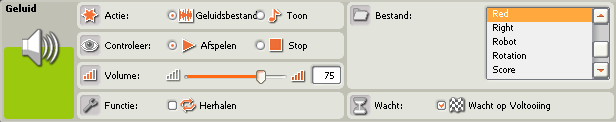 Geluid
Actie: Geluidsbestand Toon
Controleer: Afspelen Stop
Volume: 75
Functie: Herhalen
Bestand:
Red
Right
Robot
Rotation
Score
Wacht: Wacht op Voltooiing